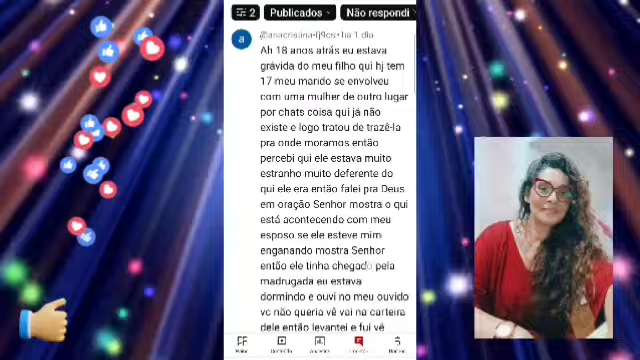 2 Publicados Não respondi
@anacristina-fj9cs • há 1 dia
a
Ah 18 anos atrás eu estava
grávida do meu filho qui hj tem
17 meu marido se envolveu
com uma mulher de outro lugar
por chats coisa qui já não
existe e logo tratou de trazê-la
pra onde moramos então
percebi qui ele estava muito
estranho muito deferente do
qui ele era então falei pra Deus
em oração Senhor mostra o qui
está acontecendo com meu
esposo se ele esteve mim
enganando mostra Senhor
então ele tinha chegado pela
madrugada eu estava
dormindo e ouvi no meu ouvido
vc não queria vê vai na carteira
dele então levantei e fui vê
Painel Conteúdo Analytics